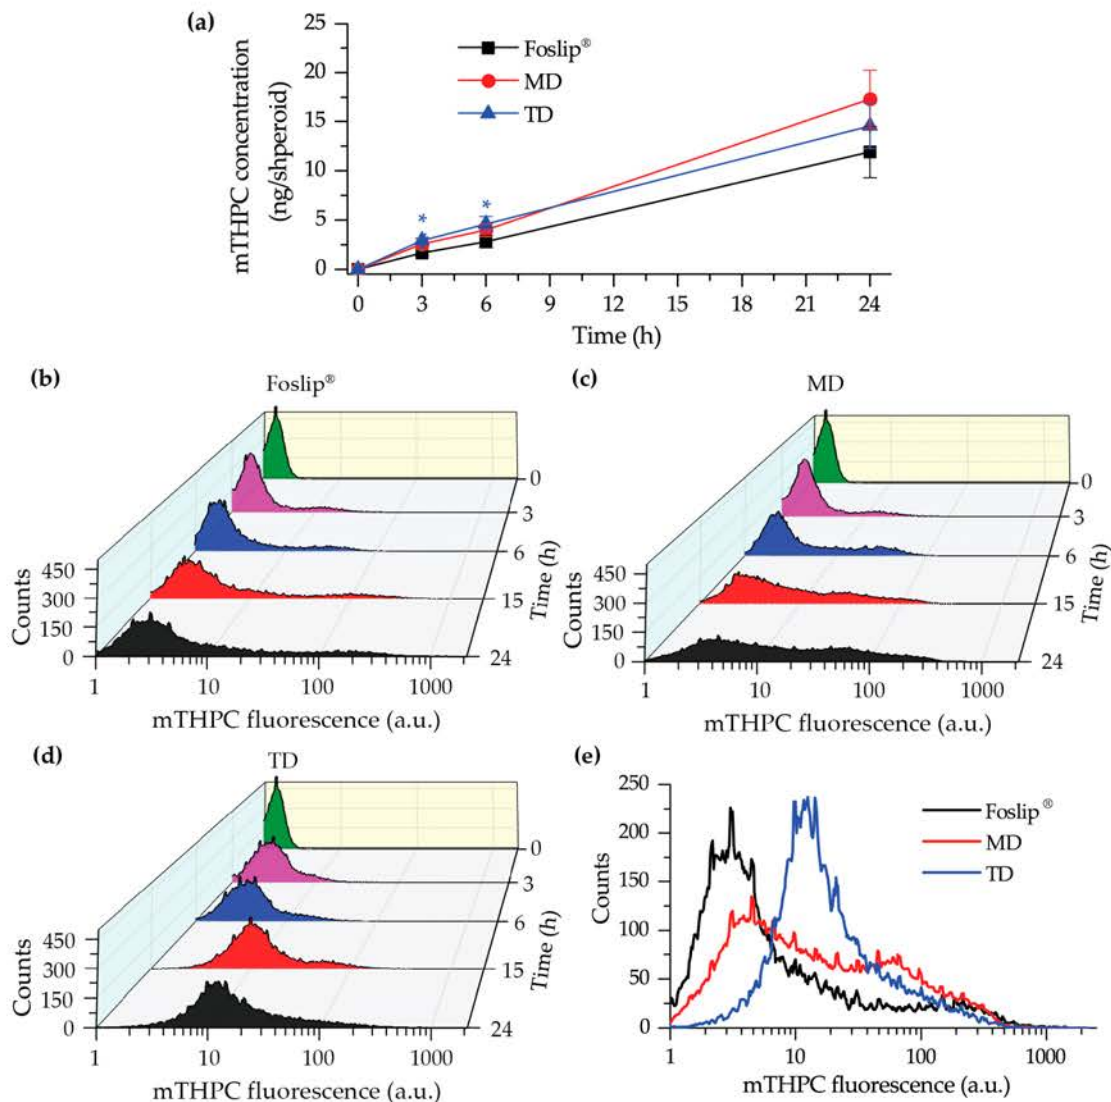 (a)
25
20
15
10
5
0
mTHPC concentration
(ng/shperoid)
Foslip®
MD
TD
*
*
0 3 6 9 12 15 18 21 24
Time (h)
(b)
Foslip®
0
3
6
15
24
Time (h)
450
300
150
0
Counts
1 10 100 1000
mTHPC fluorescence (a.u.)
(c)
MD
0
3
6
15
24
Time (h)
450
300
150
0
Counts
1 10 100 1000
mTHPC fluorescence (a.u.)
(d)
TD
0
3
6
15
24
Time (h)
450
300
150
0
Counts
1 10 100 1000
mTHPC fluorescence (a.u.)
(e)
250
200
150
100
50
0
Counts
Foslip®
MD
TD
1 10 100 1000
mTHPC fluorescence (a.u.)